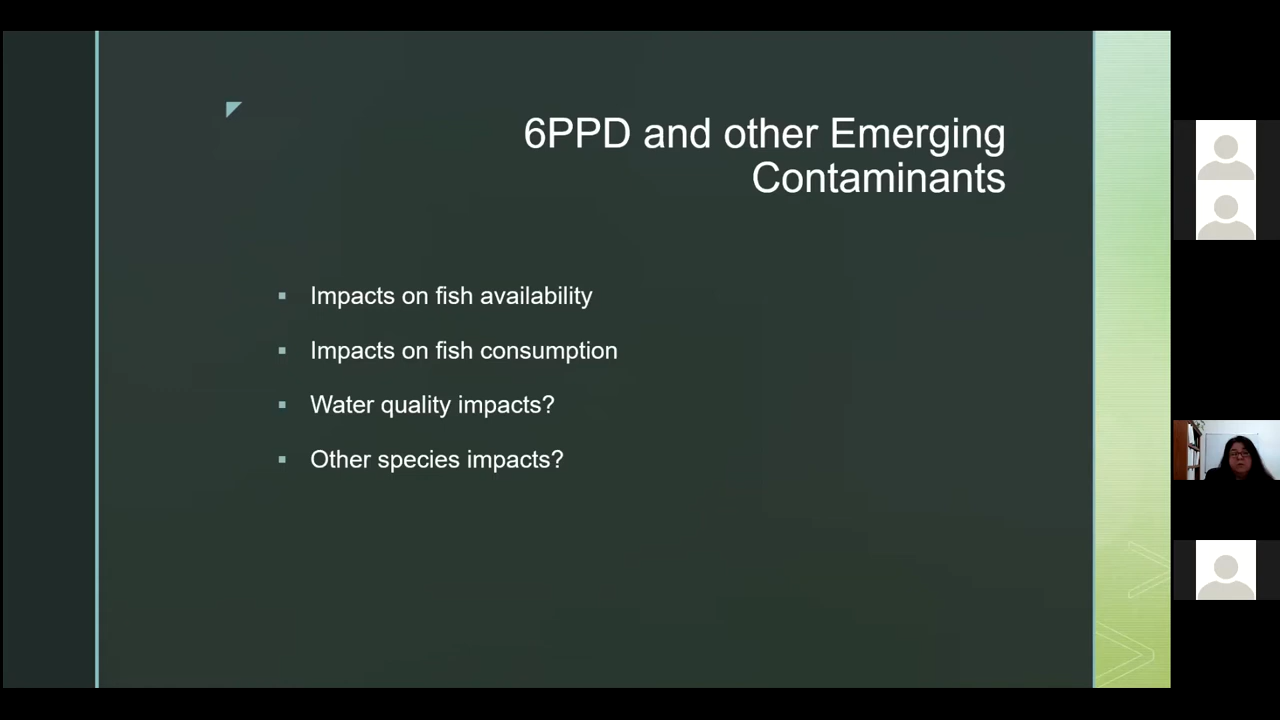 6PPD and other Emerging
Contaminants
Impacts on fish availability
Impacts on fish consumption
Water quality impacts?
Other species impacts?